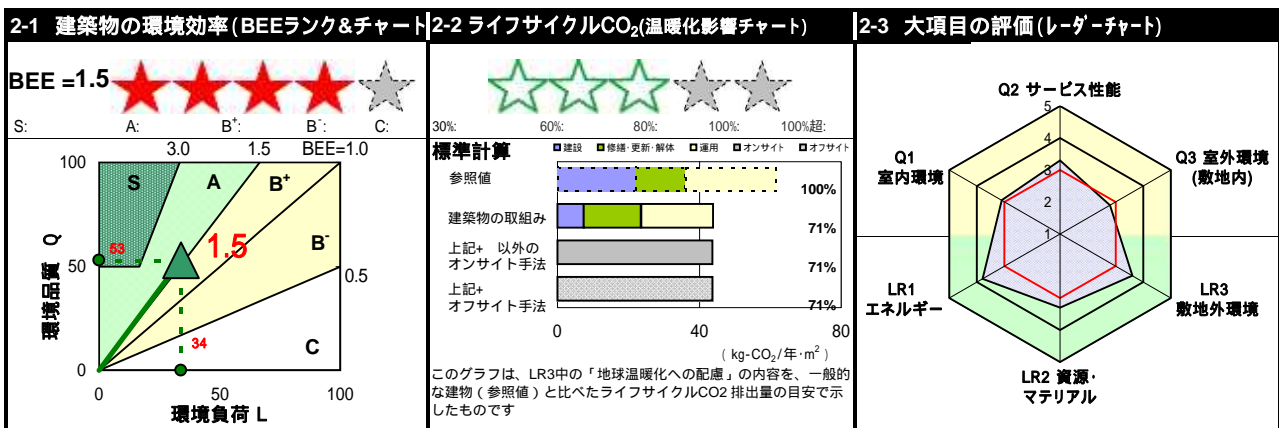 2-1 建築物の環境効率(BEEランク&チャート
BEE =1.5
S: A: B+: B-: C:
3.0 1.5 BEE=1.0
100
S A B+
B-
53
1.5
50
0.5
34
C
0
0 50 100
環境品質 Q
環境負荷 L
2-2 ライフサイクルCO2(温暖化影響チャート)
30%: 60%: 80%: 100%: 100%超:
標準計算
建設 修繕・更新・解体 運用 オンサイト オフサイト
参照値 100%
建築物の取組み 71%
上記+ 以外の
オンサイト手法 71%
上記+
オフサイト手法 71%
0 40 80
( kg-CO2/年・m2 )
このグラフは、LR3中の「地球温暖化への配慮」の内容を、一般的
な建物(参照値)と比べたライフサイクルCO2 排出量の目安で示
したものです
2-3 大項目の評価(レーダーチャート)
Q2 サービス性能
5
4
3
2
1
Q1
室内環境
Q3 室外環境
(敷地内)
LR1
エネルギー
LR3
敷地外環境
LR2 資源・
マテリアル